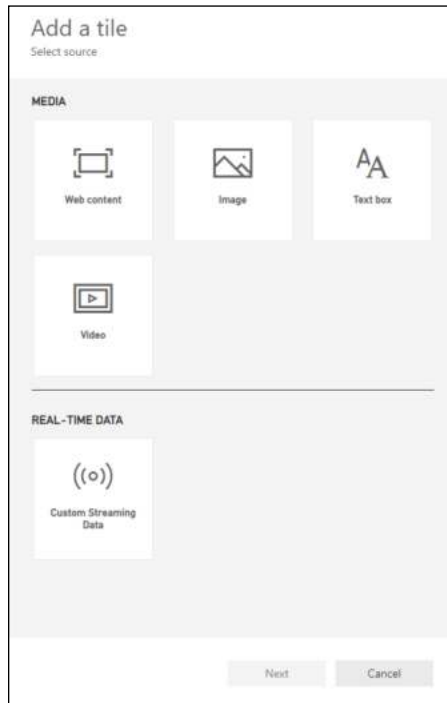 Add a tile
Select source
MEDIA
Web content
Image
AA
Text box
Video
REAL-TIME DATA
Custom Streaming
Data
Next
Cancel